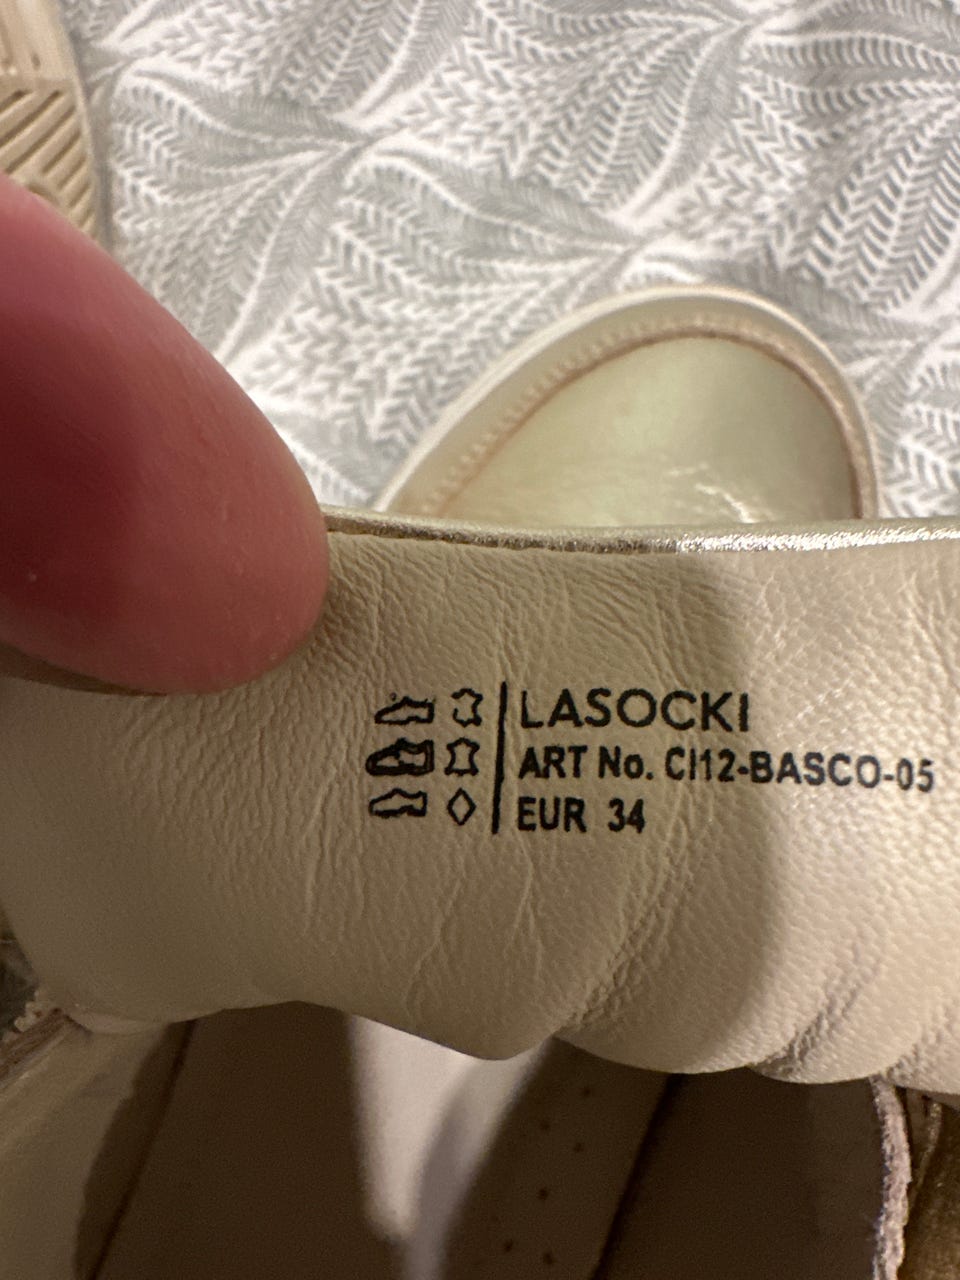 LASOCKI
ART No. CI12-BASCO-05
EUR 34